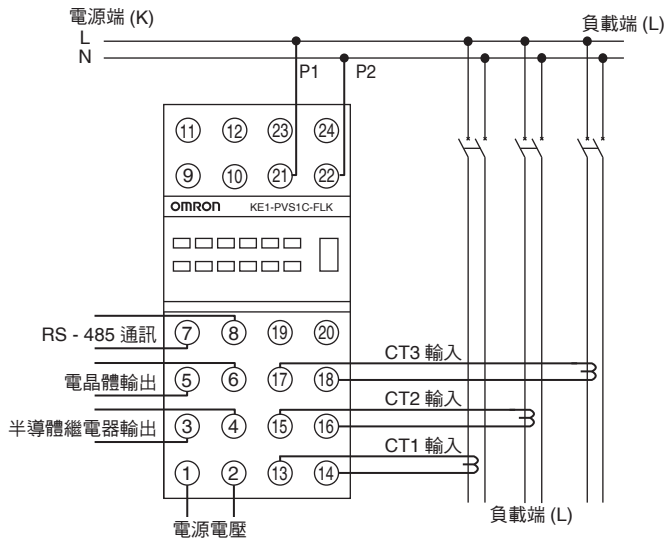 電源端 (K)
負載端 (L)
L
N
P1 P2
11 12 23 24
9 10 21 22
OMRON KE1-PVS1C-FLK
RS - 485 通訊
7 8 19 20
CT3 輸入
電晶體輸出
5 6 17 18
CT2 輸入
半導體繼電器輸出
3 4 15 16
CT1 輸入
1 2 13 14
電源電壓
負載端 (L)